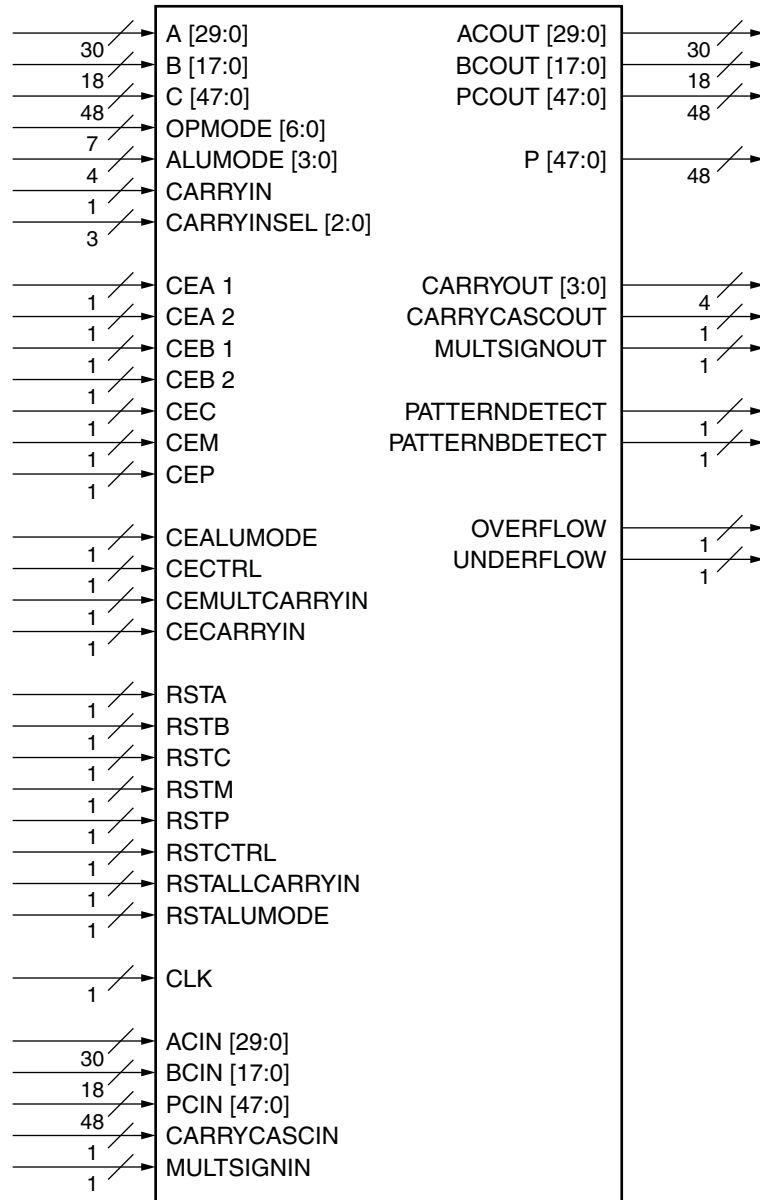 A [29:0]
30
B [17:0]
18
C [47:0]
48
OPMODE [6:0]
7
ALUMODE [3:0]
4
CARRYIN
1
CARRYINSEL [2:0]
3
CEA 1
1
CEA 2
1
CEB 1
1
CEB 2
1
CEC
1
CEM
1
CEP
1
CEALUMODE
1
CECTRL
1
CEMULTCARRYIN
1
CECARRYIN
1
RSTA
1
RSTB
1
RSTC
1
RSTM
1
RSTP
1
RSTCTRL
1
RSTALLCARRYIN
1
RSTALUMODE
1
CLK
1
ACIN [29:0]
30
BCIN [17:0]
18
PCIN [47:0]
48
CARRYCASCIN
1
MULTSIGNIN
1
ACOUT [29:0]
30
BCOUT [17:0]
18
PCOUT [47:0]
48
P [47:0]
48
CARRYOUT [3:0]
4
CARRYCASCOUT
1
MULTSIGNOUT
1
PATTERNDETECT
1
PATTERNBDETECT
1
OVERFLOW
1
UNDERFLOW
1